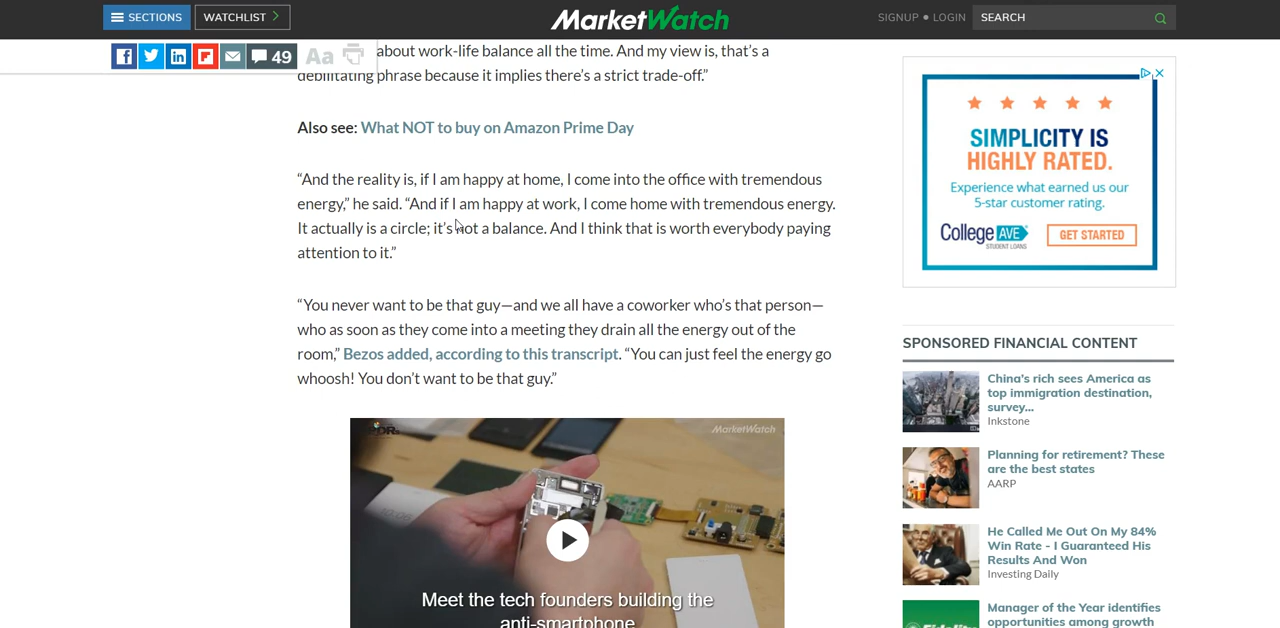 SECTIONS
WATCHLIST
MarketWatch
SIGNUP • LOGIN
SEARCH
49
Aa
about work-life balance all the time. And my view is, that’s a
debilitating phrase because it implies there’s a strict trade-off.”
Also see: What NOT to buy on Amazon Prime Day
“And the reality is, if I am happy at home, I come into the office with tremendous
energy,” he said. “And if I am happy at work, I come home with tremendous energy.
It actually is a circle; it’s not a balance. And I think that is worth everybody paying
attention to it.”
“You never want to be that guy—and we all have a coworker who’s that person—
who as soon as they come into a meeting they drain all the energy out of the
room,” Bezos added, according to this transcript. “You can just feel the energy go
whoosh! You don’t want to be that guy.”
MarketWatch
Meet the tech founders building the
anti-smartphone
SIMPLICITY IS
HIGHLY RATED.
Experience what earned us our
5-star customer rating.
College AVE
STUDENT LOANS
GET STARTED
SPONSORED FINANCIAL CONTENT
China’s rich sees America as
top immigration destination,
survey...
Inkstone
Planning for retirement? These
are the best states
AARP
He Called Me Out On My 84%
Win Rate - I Guaranteed His
Results And Won
Investing Daily
Manager of the Year identifies
opportunities among growth